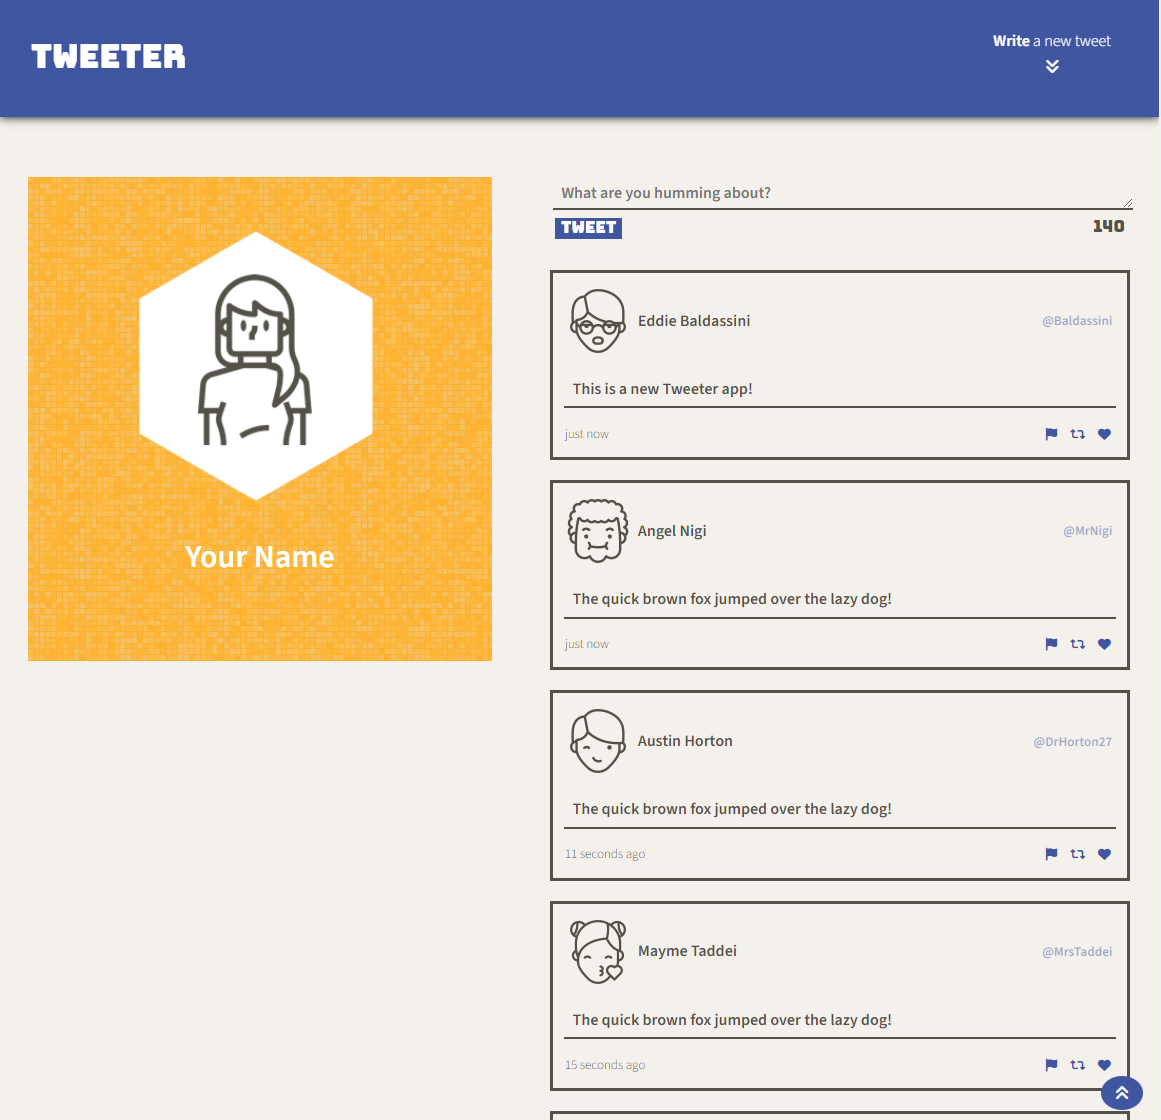 TWEETER
Write a new tweet
Your Name
What are you humming about?
TWEET
140
Eddie Baldassini
@Baldassini
This is a new Tweeter app!
just now
Angel Nigi
@MrNigi
The quick brown fox jumped over the lazy dog!
just now
Austin Horton
@DrHorton27
The quick brown fox jumped over the lazy dog!
11 seconds ago
Mayme Taddei
@MrsTaddei
The quick brown fox jumped over the lazy dog!
15 seconds ago